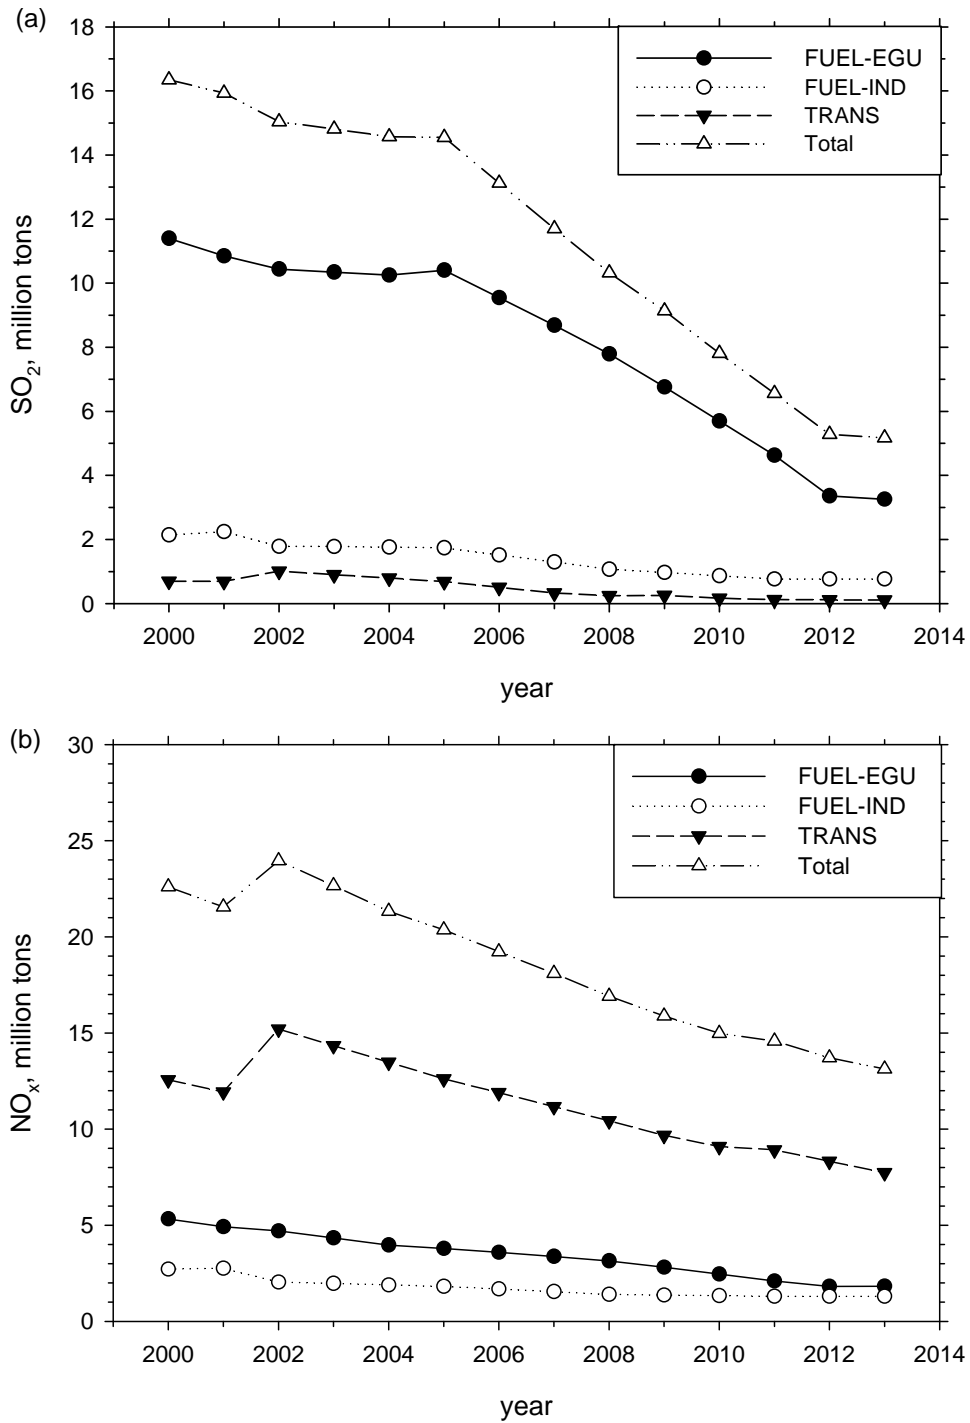 (a)
18
16
14
12
10
8
6
4
2
0
SO2, million tons
FUEL-EGU
FUEL-IND
TRANS
Total
2000 2002 2004 2006 2008 2010 2012 2014
year
(b)
30
25
20
15
10
5
0
NOx, million tons
FUEL-EGU
FUEL-IND
TRANS
Total
2000 2002 2004 2006 2008 2010 2012 2014
year